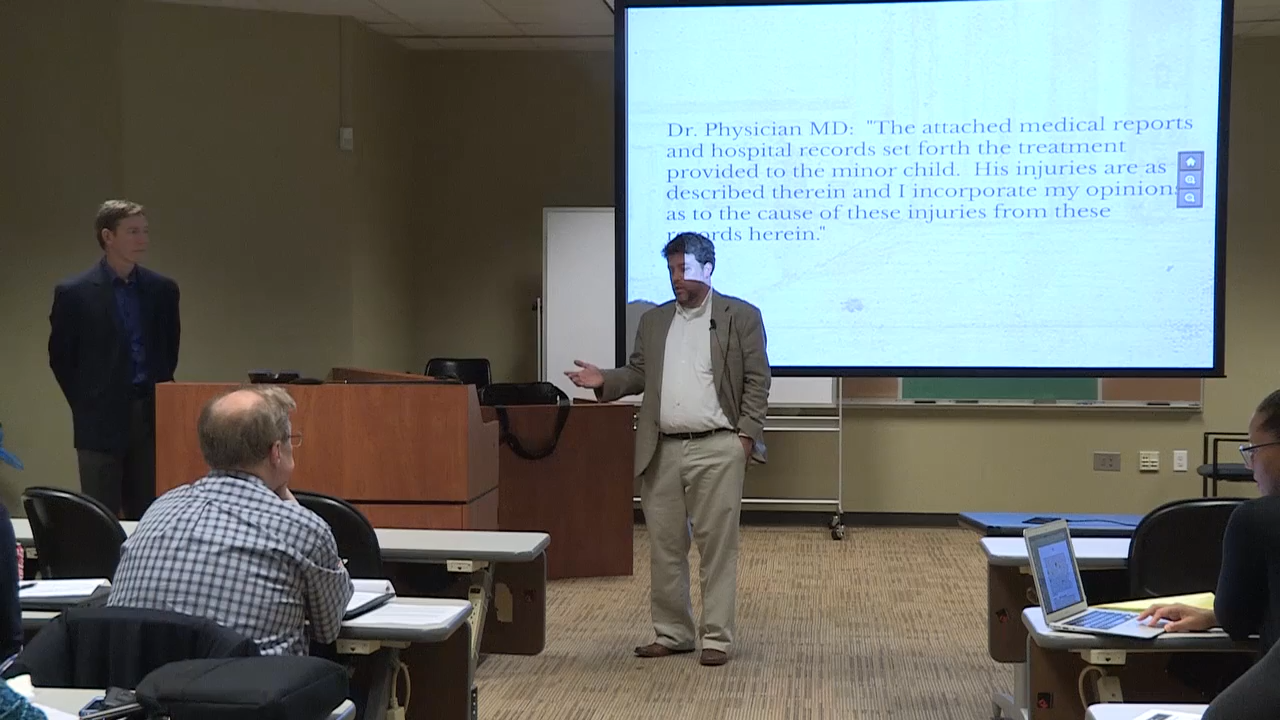 Dr. Physician MD:  "The attached medical reports
and hospital records set forth the treatment
provided to the minor child.  His injuries are as
described therein and I incorporate my opinions
as to the cause of these injuries from these
records herein."